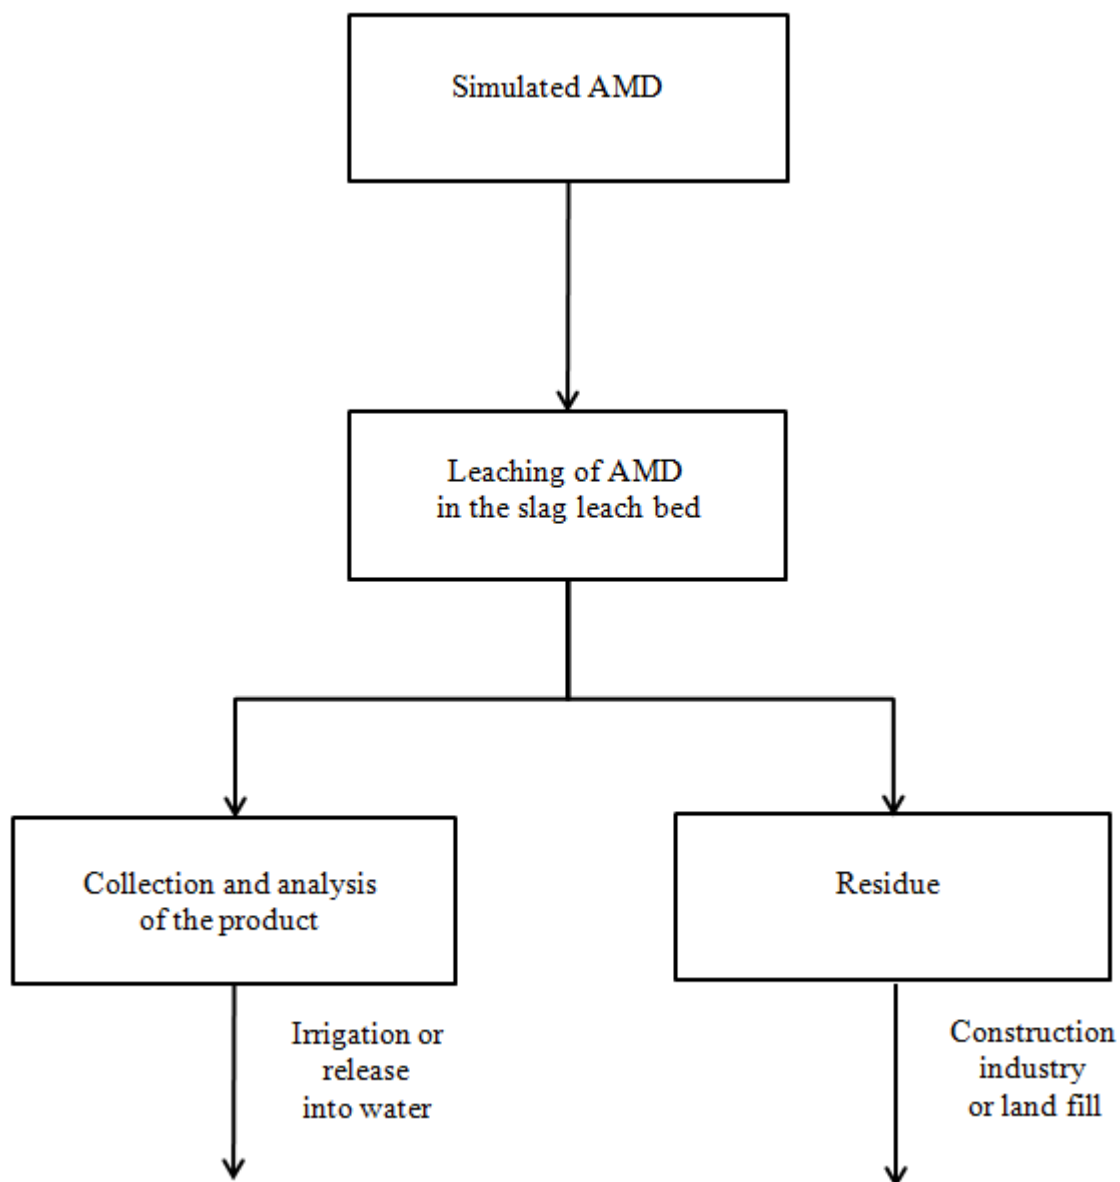 Simulated AMD
Leaching of AMD
in the slag leach bed
Collection and analysis
of the product
Residue
Irrigation or
release
into water
Construction
industry
or land fill